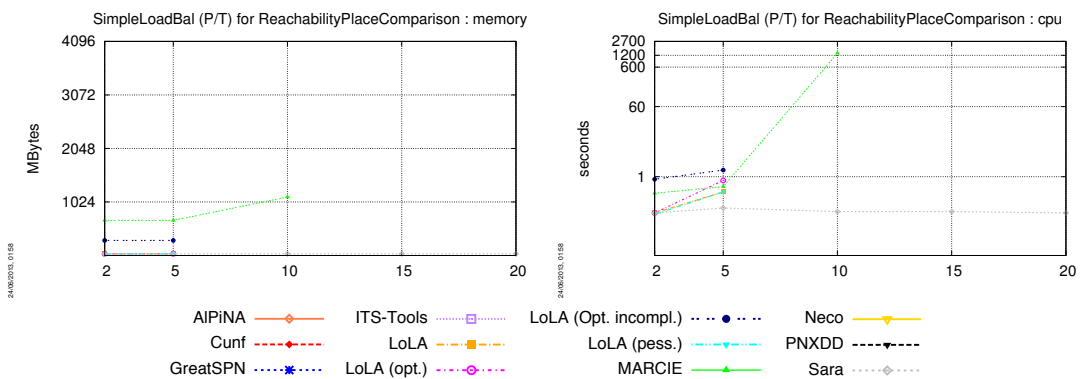 SimpleLoadBal (P/T) for ReachabilityPlaceComparison : memory
4096
3072
2048
1024
MBytes
2 5 10 15 20
24/06/2013, 01:58
SimpleLoadBal (P/T) for ReachabilityPlaceComparison : cpu
2700
1200
600
60
1
seconds
2 5 10 15 20
24/06/2013, 01:58
AlPiNA
Cunf
GreatSPN
ITS-Tools
LoLA
LoLA (opt.)
LoLA (Opt. incompl.)
LoLA (pess.)
MARCIE
Neco
PNXDD
Sara